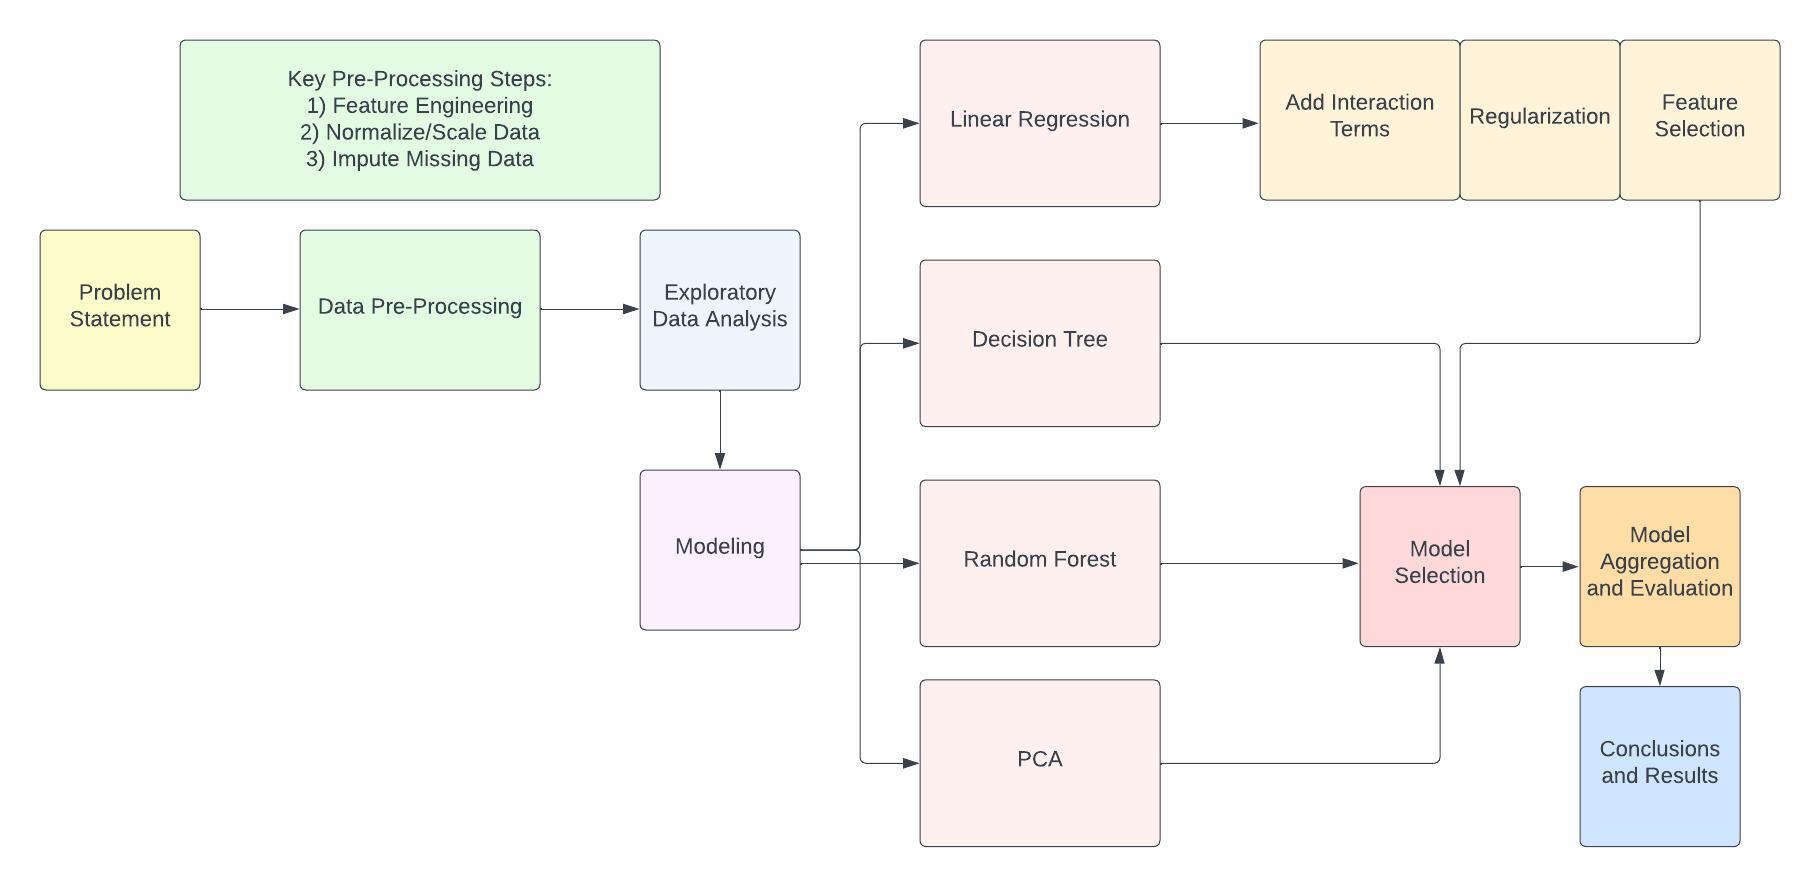 Key Pre-Processing Steps:
1) Feature Engineering
2) Normalize/Scale Data
3) Impute Missing Data
Linear Regression
Add Interaction
Terms
Regularization
Feature
Selection
Problem
Statement
Data Pre-Processing
Exploratory
Data Analysis
Decision Tree
Modeling
Random Forest
Model
Selection
Model
Aggregation
and Evaluation
PCA
Conclusions
and Results